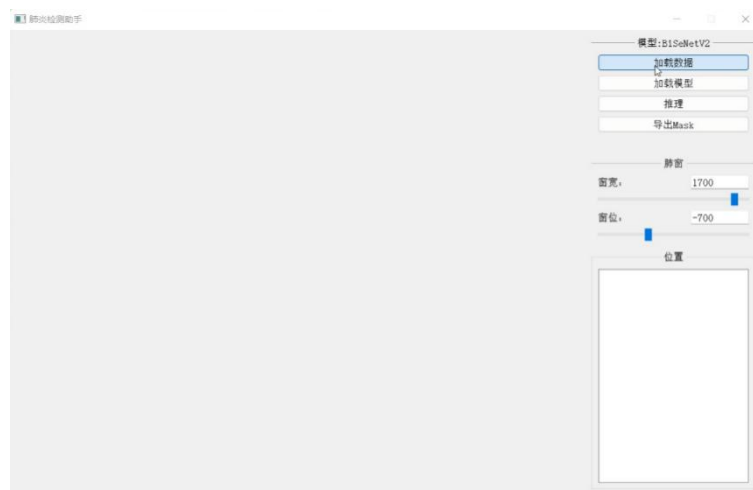 肺炎检测助手
模型:BiSeNetV2
加载数据
加载模型
推理
导出Mask
肺窗
窗宽: 1700
窗位: -700
位置